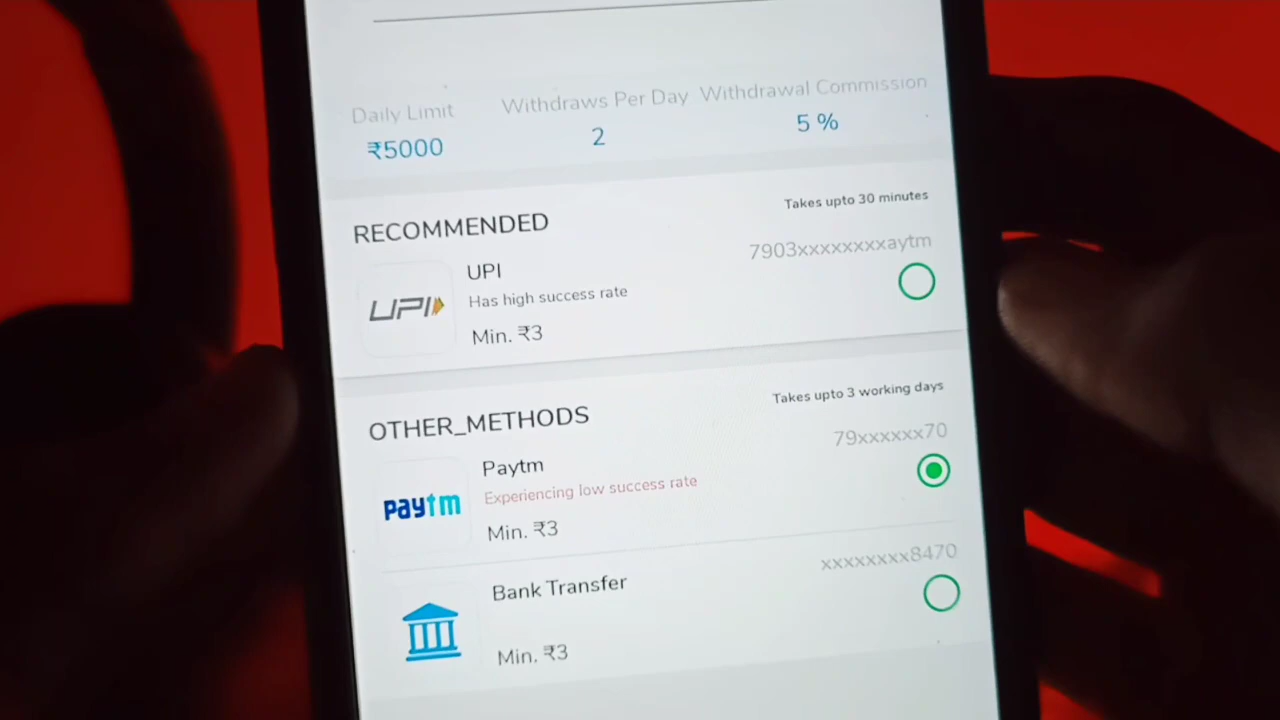 Daily Limit
Withdraws Per Day
Withdrawal Commission
₹5000
2
5 %
RECOMMENDED
Takes upto 30 minutes
UPI
UPI
7903xxxxxxxxaytm
Has high success rate
Min. ₹3
OTHER_METHODS
Takes upto 3 working days
paytm
Paytm
79xxxxxx70
Experiencing low success rate
Min. ₹3
Bank Transfer
xxxxxxxx8470
Min. ₹3